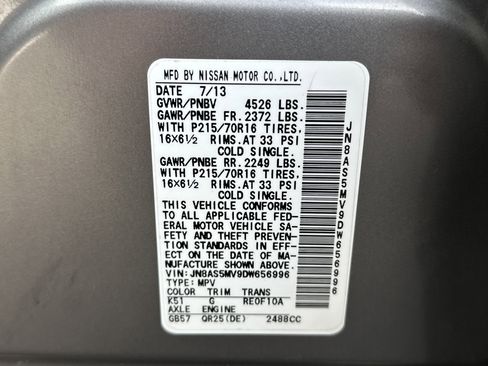 MFD BY NISSAN MOTOR CO.,LTD.
DATE 7/13
GVWR/PNBV 4526 LBS.
GAWR/PNBE FR.2372 LBS.
WITH P215/70R16 TIRES,
16×6½ RIMS.AT 33 PSI
COLD SINGLE.
GAWR/PNBE RR.2249 LBS.
WITH P215/70R16 TIRES,
16×6½ RIMS.AT 33 PSI
COLD SINGLE.
THIS VEHICLE CONFORMS
TO ALL APPLICABLE FED-
ERAL MOTOR VEHICLE SA-
FETY AND THEFT PREVEN-
TION STANDARDS IN EFF-
ECT ON THE DATE OF MA-
NUFACTURE SHOWN ABOVE.
VIN: JN8AS5MV9DW656996
TYPE: MPV
COLOR TRIM TRANS
K51 G RE0F10A
AXLE ENGINE
GB57 QR25(DE) 2488CC
JN8AS5MV9DW656996